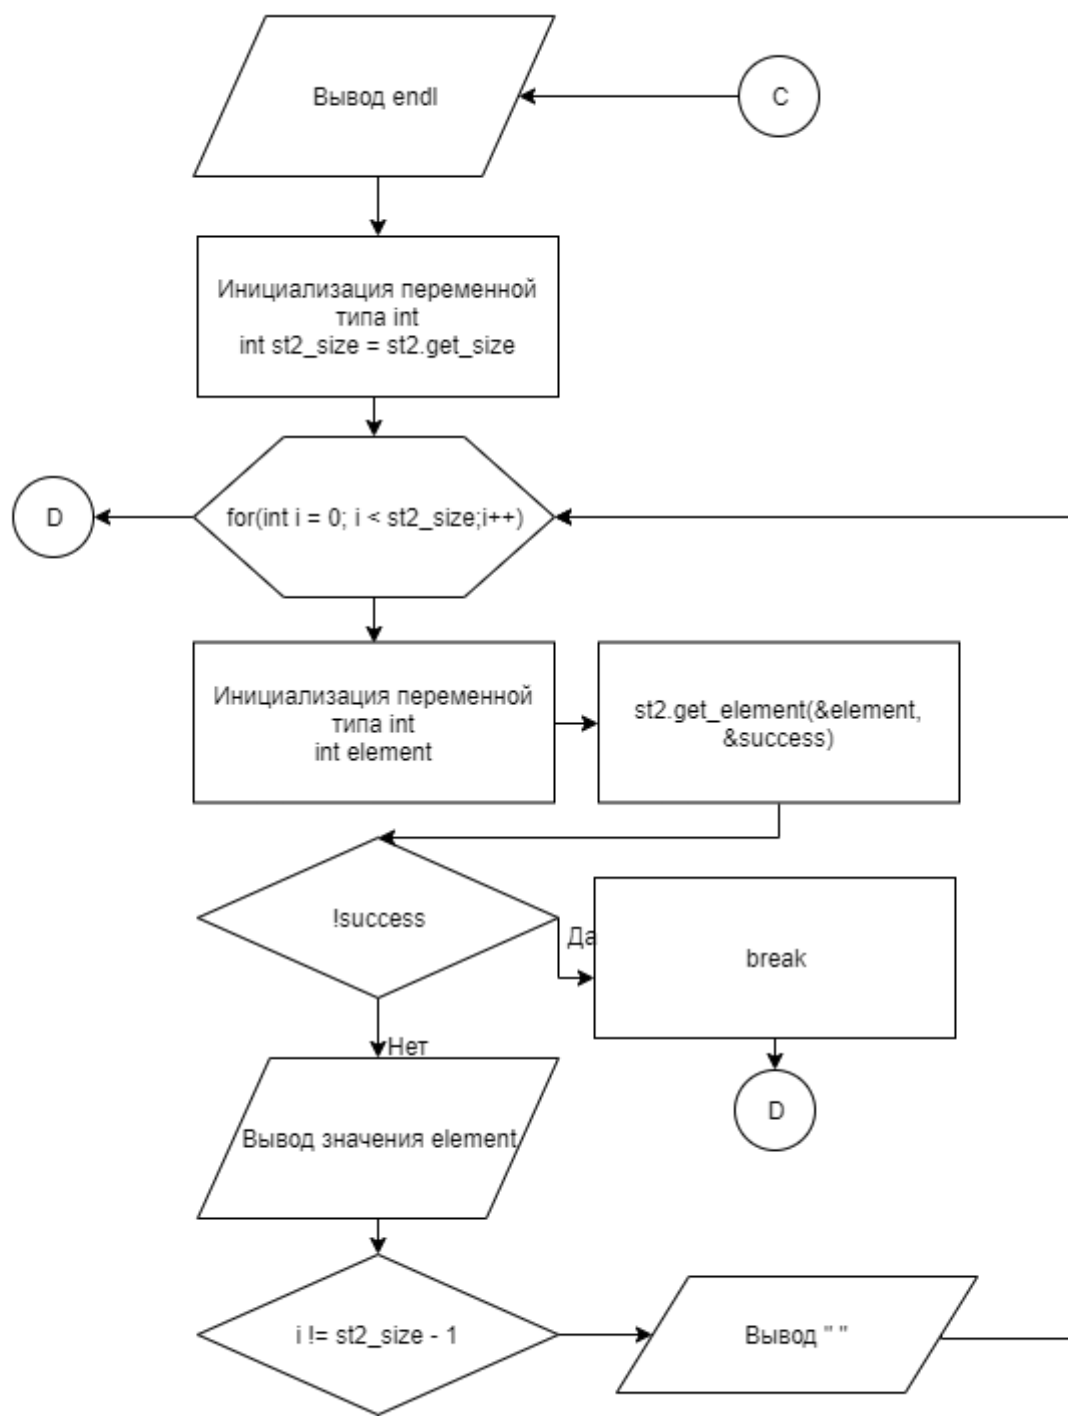 Вывод endl
C
Инициализация переменной
типа int
int st2_size = st2.get_size
D
for(int i = 0; i < st2_size;i++)
Инициализация переменной
типа int
int element
st2.get_element(&element,
&success)
!success
Да
break
Нет
D
Вывод значения element
i != st2_size - 1
Вывод " "